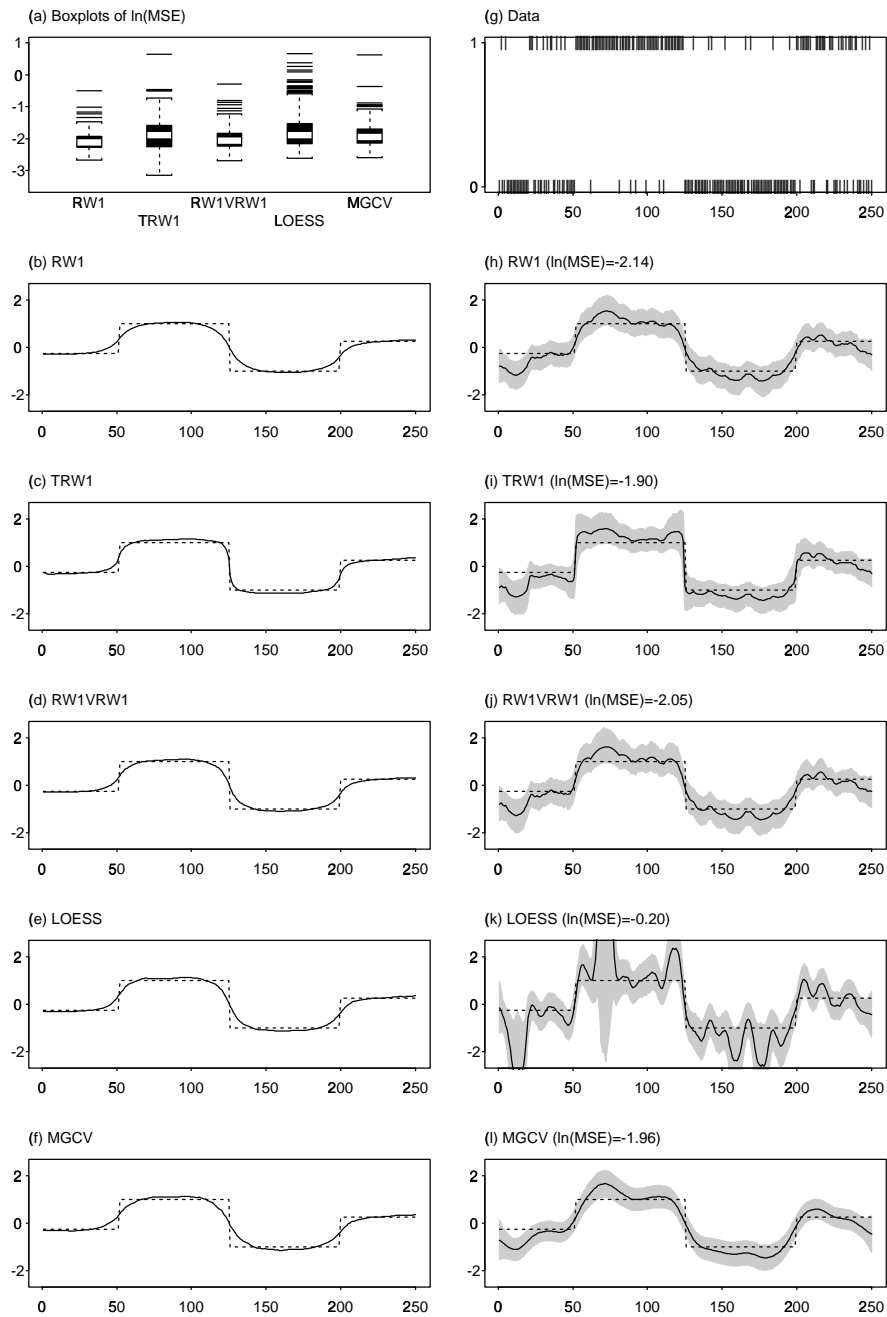 (a) Boxplots of ln(MSE)
1
0
-1
-2
-3
RW1 RW1VRW1 MGCV
TRW1 LOESS
(g) Data
1
0
0 50 100 150 200 250
(b) RW1
2
0
-2
0 50 100 150 200 250
(h) RW1 (ln(MSE)=-2.14)
2
0
-2
0 50 100 150 200 250
(c) TRW1
2
0
-2
0 50 100 150 200 250
(i) TRW1 (ln(MSE)=-1.90)
2
0
-2
0 50 100 150 200 250
(d) RW1VRW1
2
0
-2
0 50 100 150 200 250
(j) RW1VRW1 (ln(MSE)=-2.05)
2
0
-2
0 50 100 150 200 250
(e) LOESS
2
0
-2
0 50 100 150 200 250
(k) LOESS (ln(MSE)=-0.20)
2
0
-2
0 50 100 150 200 250
(f) MGCV
2
0
-2
0 50 100 150 200 250
(l) MGCV (ln(MSE)=-1.96)
2
0
-2
0 50 100 150 200 250